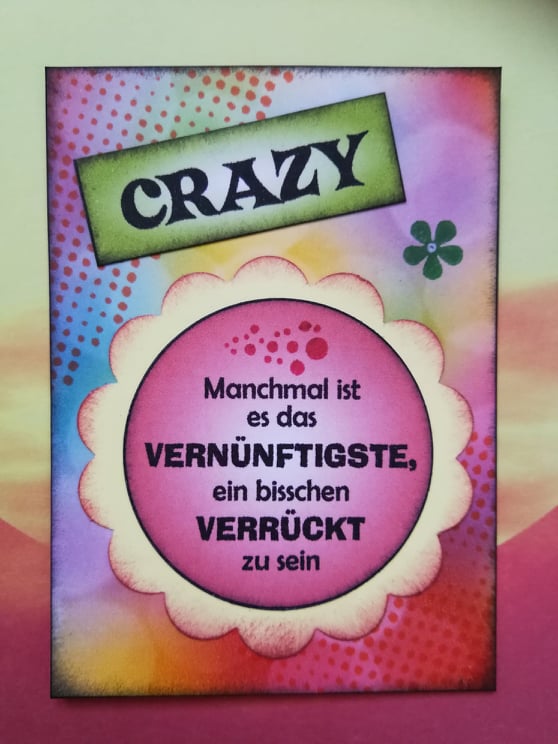 CRAZY
Manchmal ist
es das
VERNÜNFTIGSTE,
ein bisschen
VERRÜCKT
zu sein